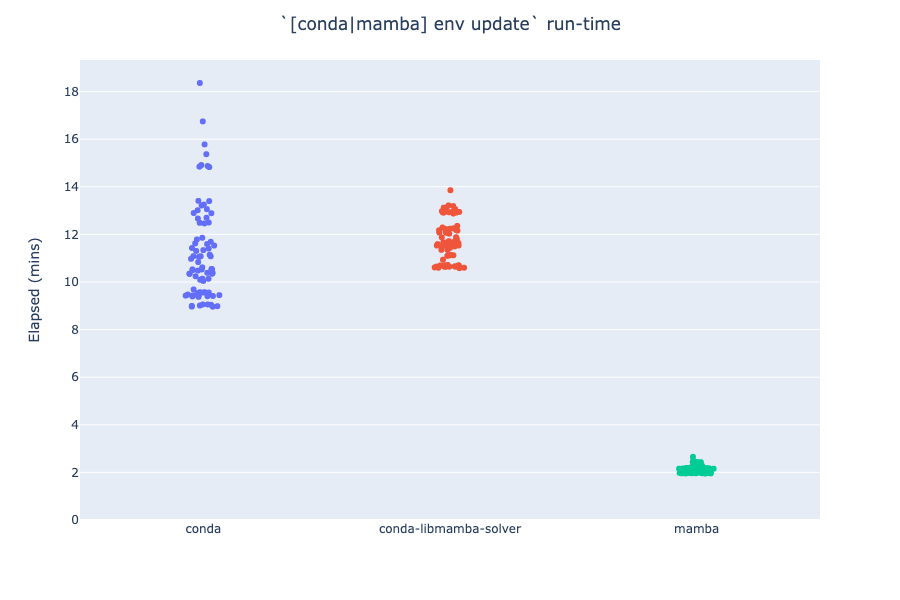 `[conda|mamba] env update` run-time
Elapsed (mins)
18
16
14
12
10
8
6
4
2
0
conda
conda-libmamba-solver
mamba